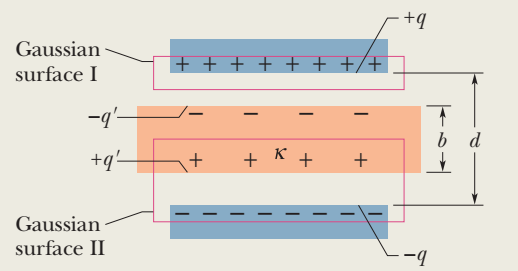 +q
Gaussian
surface I
+ + + + + + + +
−q′
− − − −
b
d
+q′
+ + κ + +
Gaussian
surface II
− − − − − − − −
−q